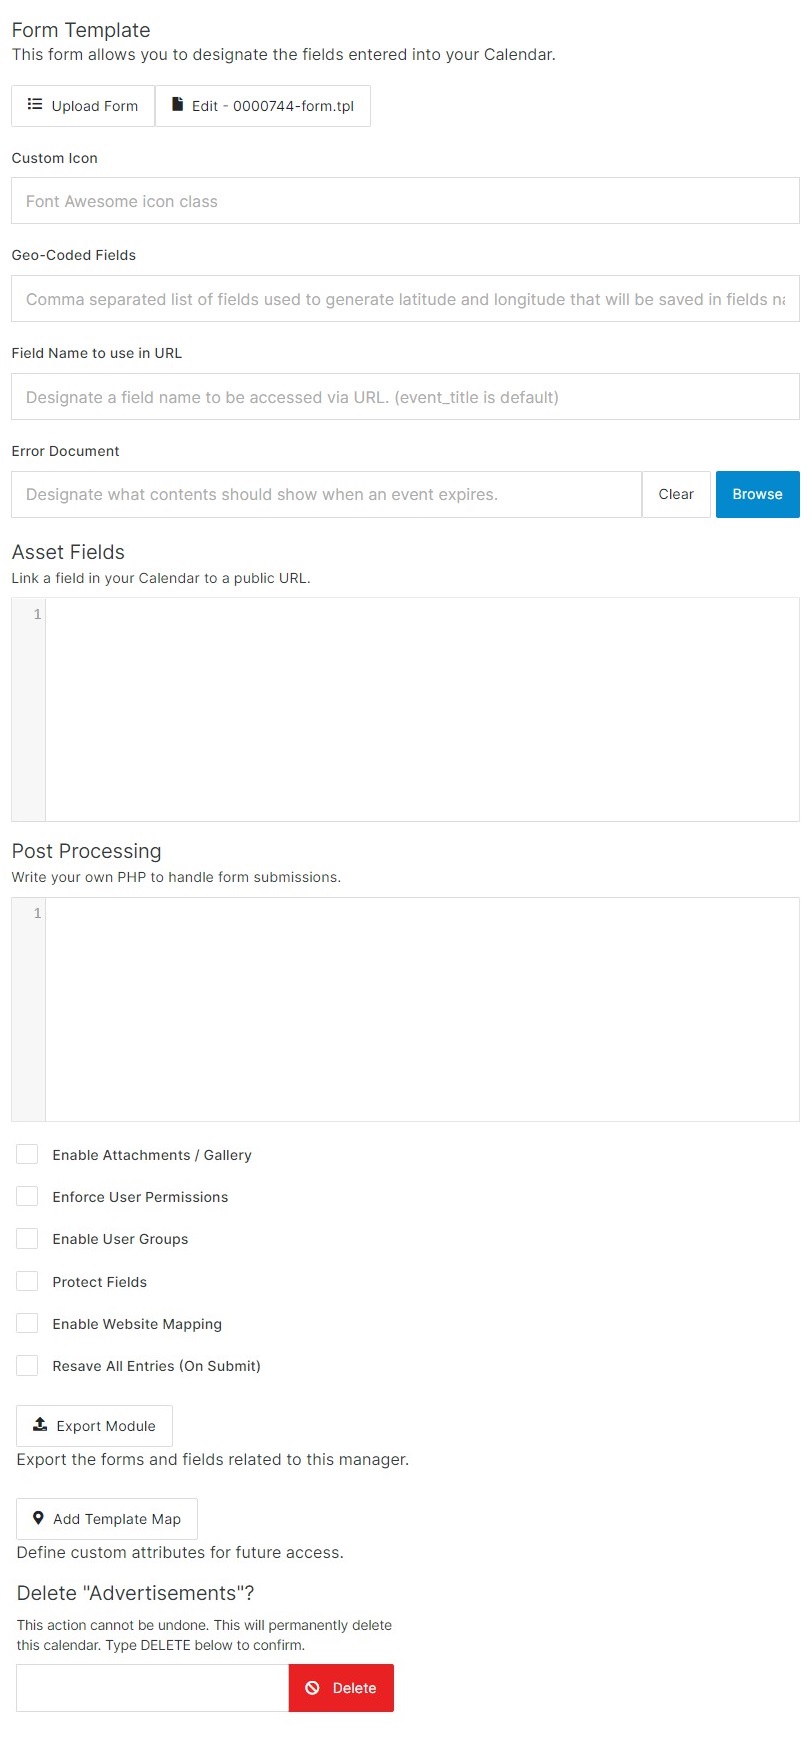 Form Template
This form allows you to designate the fields entered into your Calendar.
Upload Form
Edit - 0000744-form.tpl
Custom Icon
Font Awesome icon class
Geo-Coded Fields
Comma separated list of fields used to generate latitude and longitude that will be saved in fields
Field Name to use in URL
Designate a field name to be accessed via URL. (event_title is default)
Error Document
Designate what contents should show when an event expires.
Clear
Browse
Asset Fields
Link a field in your Calendar to a public URL.
1
Post Processing
Write your own PHP to handle form submissions.
1
Enable Attachments / Gallery
Enforce User Permissions
Enable User Groups
Protect Fields
Enable Website Mapping
Resave All Entries (On Submit)
Export Module
Export the forms and fields related to this manager.
Add Template Map
Define custom attributes for future access.
Delete "Advertisements"?
This action cannot be undone. This will permanently delete
this calendar. Type DELETE below to confirm.
Delete